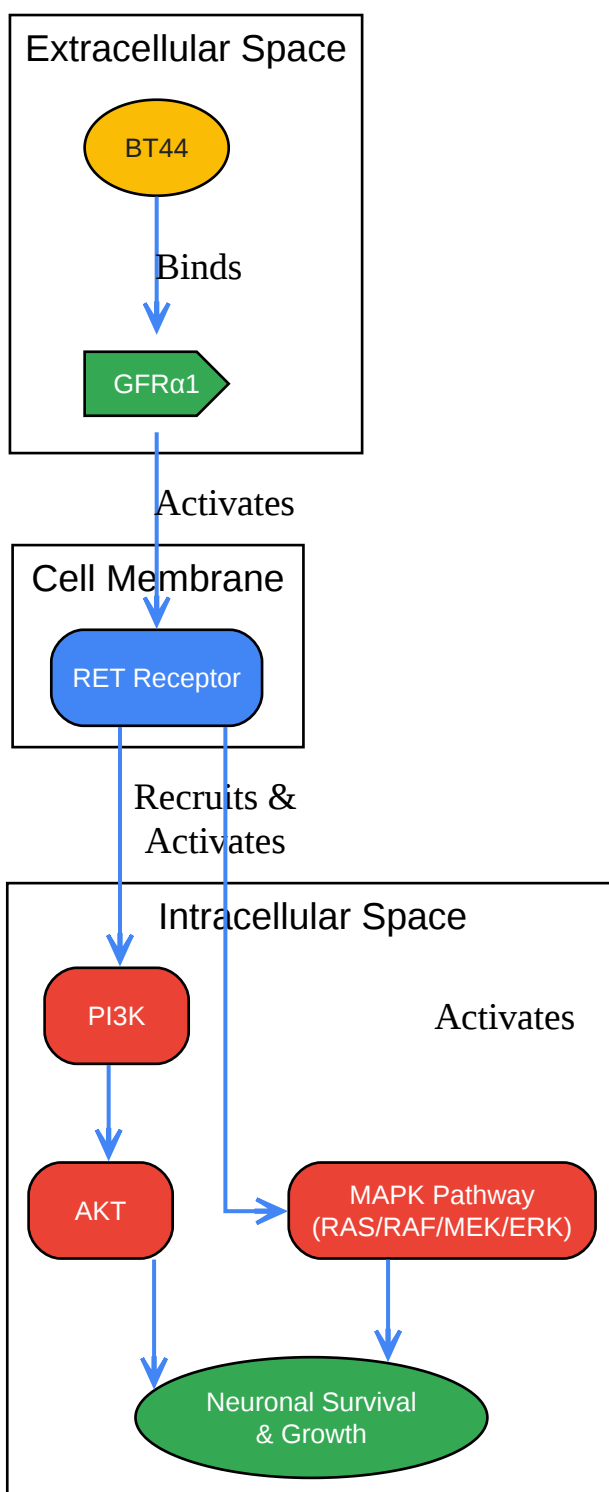 Extracellular Space
BT44
Binds
GFRα1
Activates
Cell Membrane
RET Receptor
Recruits &
Activates
Intracellular Space
PI3K
Activates
AKT
MAPK Pathway
(RAS/RAF/MEK/ERK)
Neuronal Survival
& Growth